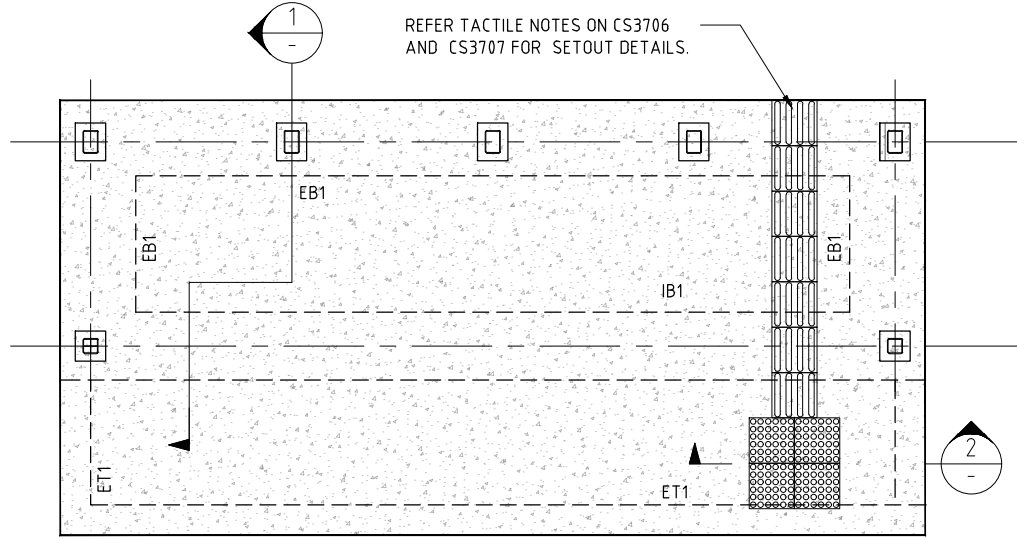 1
-
REFER TACTILE NOTES ON CS3706
AND CS3707 FOR SETOUT DETAILS.
EB1
EB1
EB1
IB1
ET1
ET1
2
-